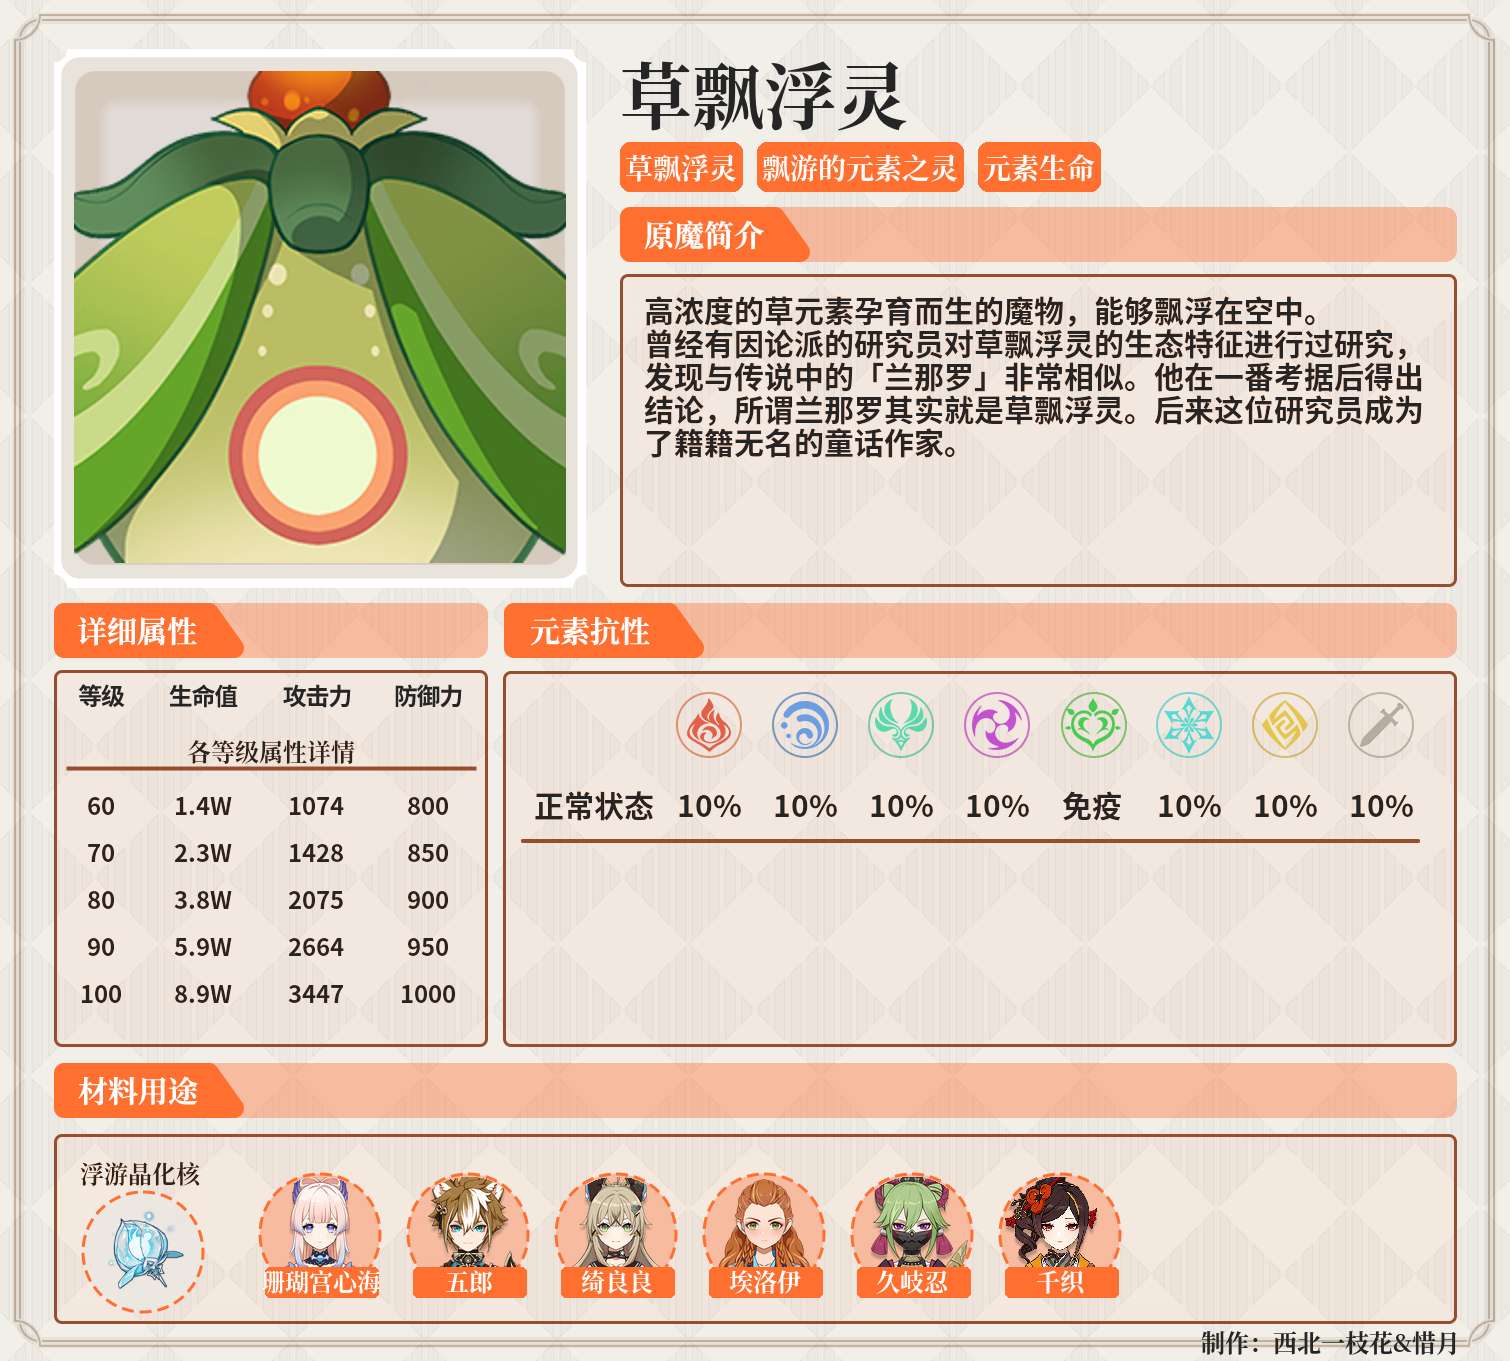 草飘浮灵
草飘浮灵 飘游的元素之灵 元素生命
原魔简介
高浓度的草元素孕育而生的魔物，能够飘浮在空中。
曾经有因论派的研究员对草飘浮灵的生态特征进行过研究，
发现与传说中的「兰那罗」非常相似。他在一番考据后得出
结论，所谓兰那罗其实就是草飘浮灵。后来这位研究员成为
了籍籍无名的童话作家。
详细属性
等级 生命值 攻击力 防御力
各等级属性详情
60 1.4W 1074 800
70 2.3W 1428 850
80 3.8W 2075 900
90 5.9W 2664 950
100 8.9W 3447 1000
元素抗性
正常状态 10% 10% 10% 10% 免疫 10% 10% 10%
材料用途
浮游晶化核
珊瑚宫心海 五郎 绮良良 埃洛伊 久岐忍 千织
制作：西北一枝花&惜月